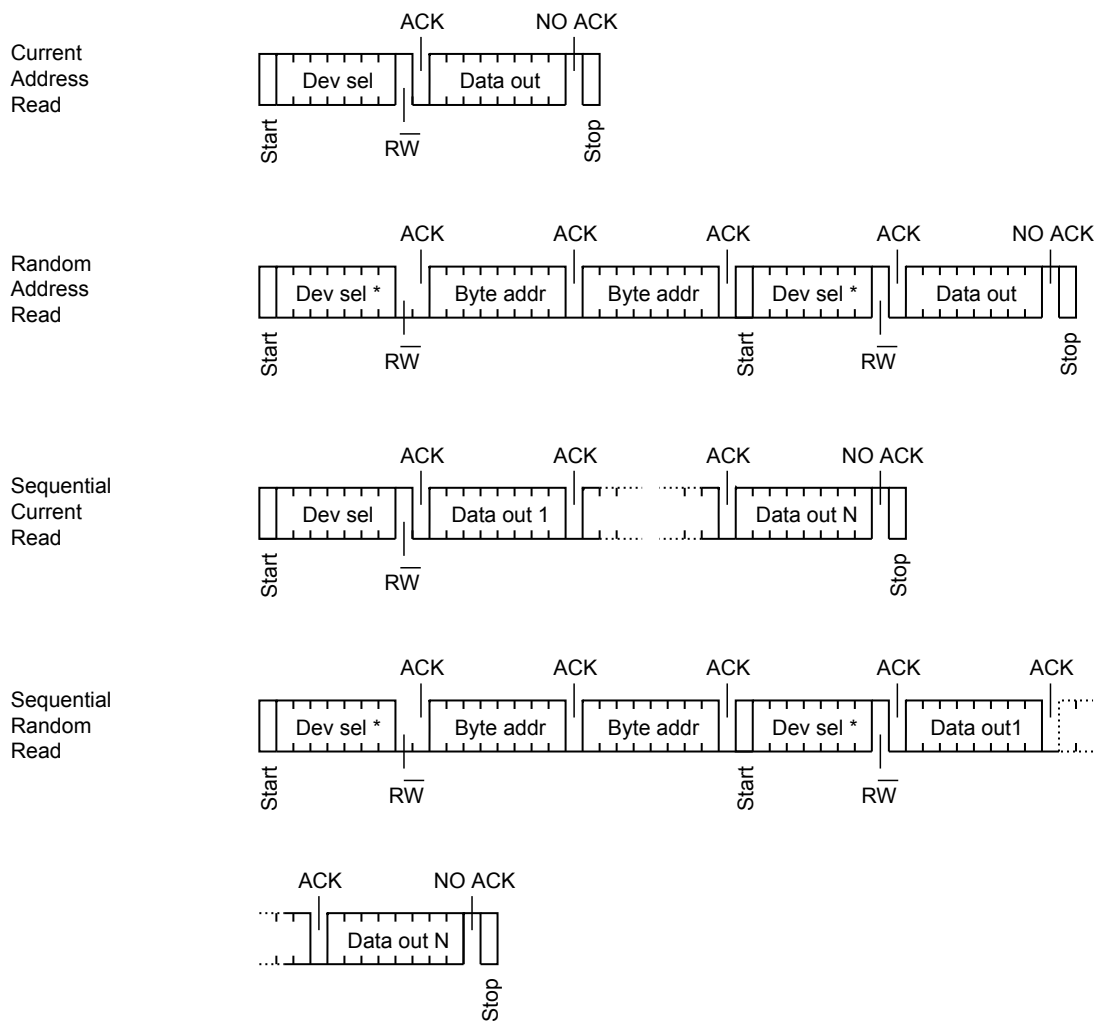 ACK NO ACK
Current
Address
Read
Dev sel Data out
Start RW Stop
ACK ACK ACK ACK NO ACK
Random
Address
Read
Dev sel * Byte addr Byte addr Dev sel * Data out
Start RW Start RW Stop
ACK ACK ACK NO ACK
Sequential
Current
Read
Dev sel Data out 1 Data out N
Start RW Stop
ACK ACK ACK ACK ACK
Sequential
Random
Read
Dev sel * Byte addr Byte addr Dev sel * Data out1
Start RW Start RW
ACK NO ACK
Data out N
Stop